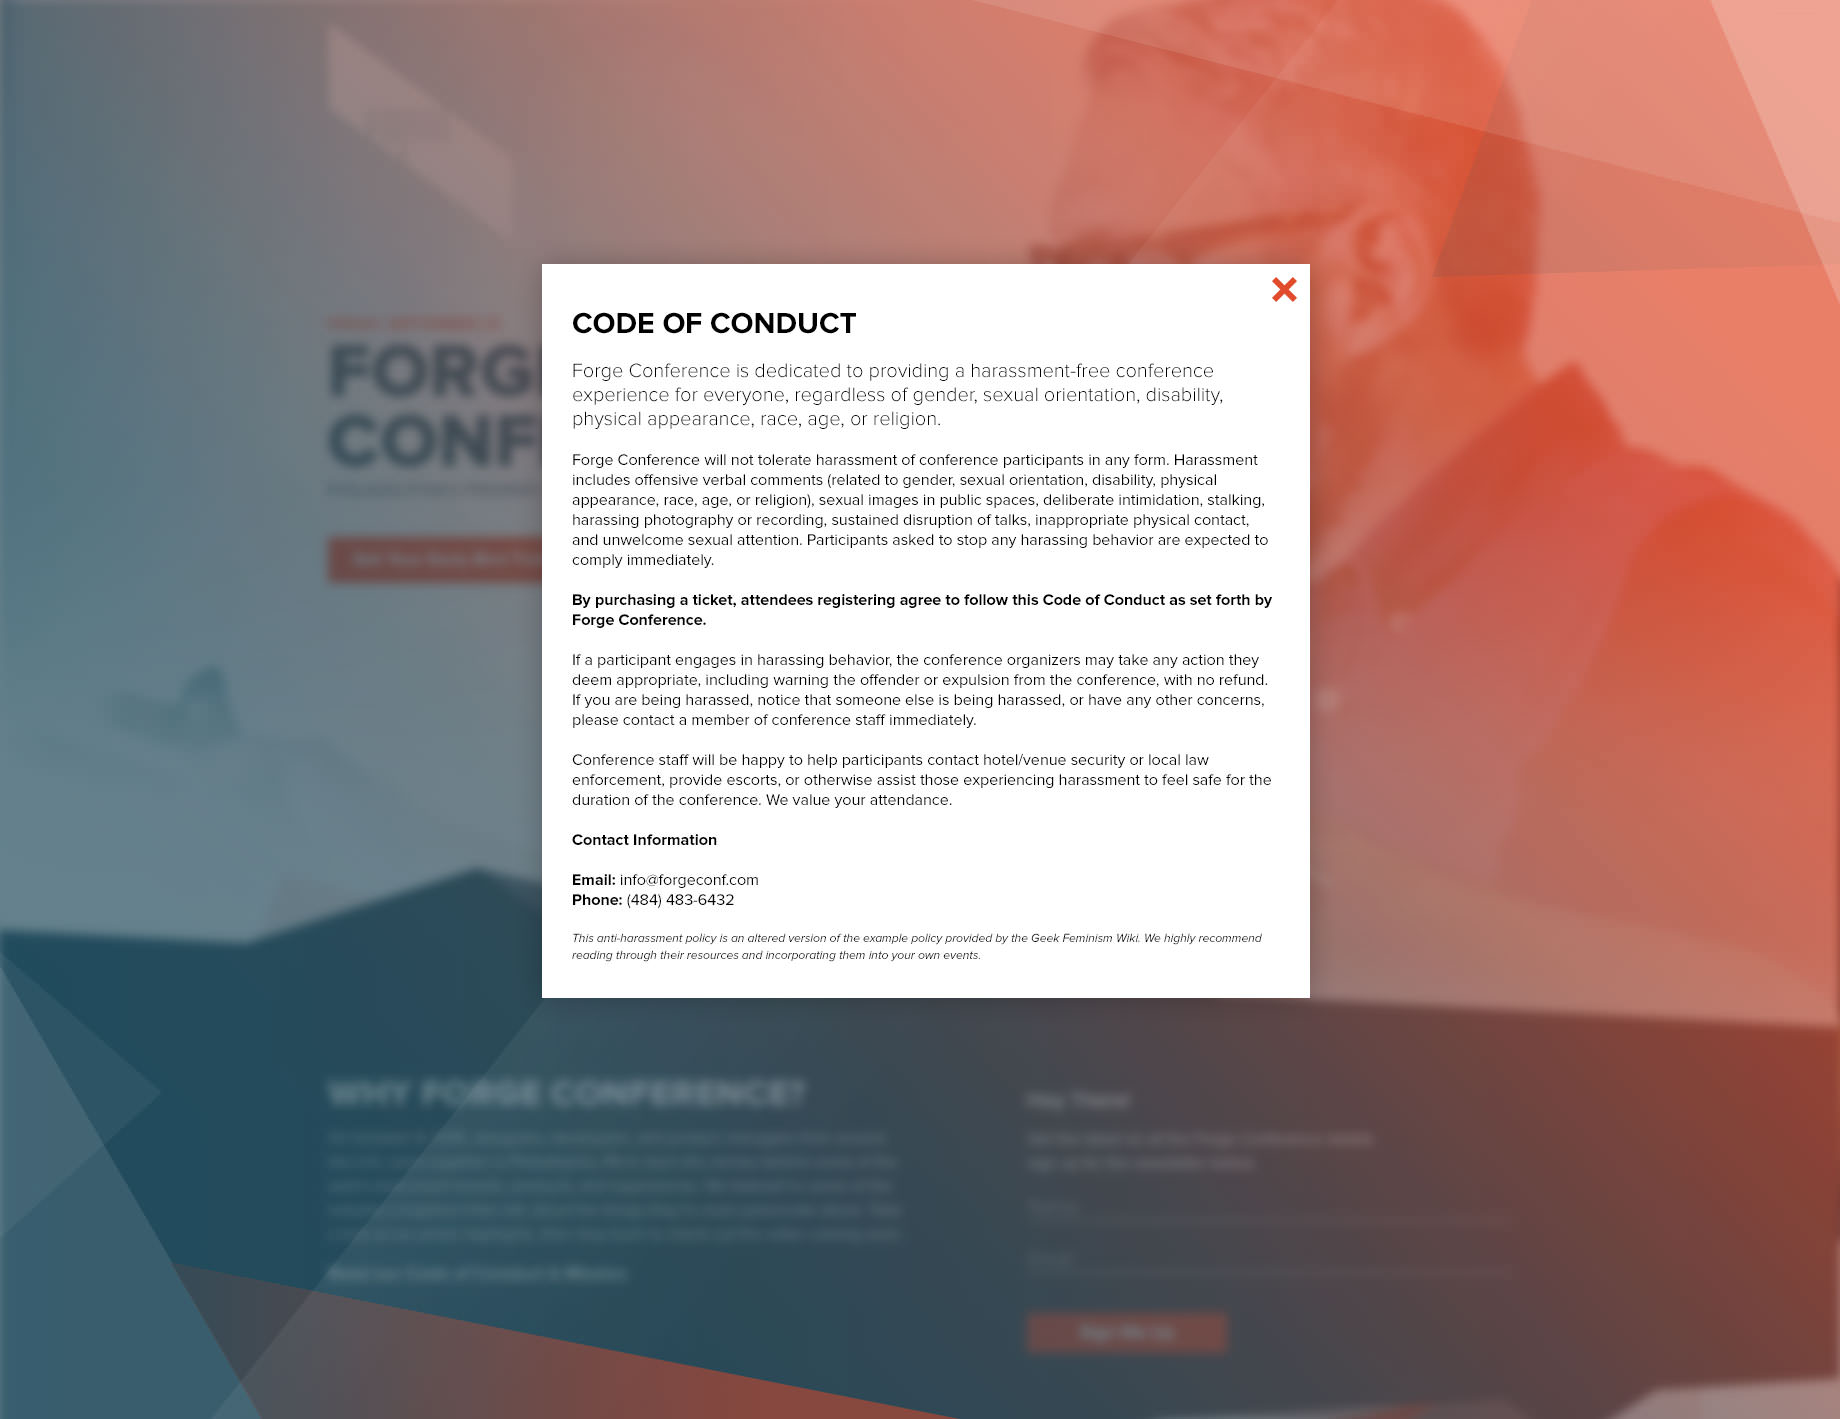 CODE OF CONDUCT
Forge Conference is dedicated to providing a harassment-free conference
experience for everyone, regardless of gender, sexual orientation, disability,
physical appearance, race, age, or religion.
Forge Conference will not tolerate harassment of conference participants in any form. Harassment
includes offensive verbal comments (related to gender, sexual orientation, disability, physical
appearance, race, age, or religion), sexual images in public spaces, deliberate intimidation, stalking,
harassing photography or recording, sustained disruption of talks, inappropriate physical contact,
and unwelcome sexual attention. Participants asked to stop any harassing behavior are expected to
comply immediately.
By purchasing a ticket, attendees registering agree to follow this Code of Conduct as set forth by
Forge Conference.
If a participant engages in harassing behavior, the conference organizers may take any action they
deem appropriate, including warning the offender or expulsion from the conference, with no refund.
If you are being harassed, notice that someone else is being harassed, or have any other concerns,
please contact a member of conference staff immediately.
Conference staff will be happy to help participants contact hotel/venue security or local law
enforcement, provide escorts, or otherwise assist those experiencing harassment to feel safe for the
duration of the conference. We value your attendance.
Contact Information
Email: info@forgeconf.com
Phone: (484) 483-6432
This anti-harassment policy is an altered version of the example policy provided by the Geek Feminism Wiki. We highly recommend
reading through their resources and incorporating them into your own events.
FORGE
CONF
WHY FORGE CONFERENCE?
Hey There!
Sign Me Up